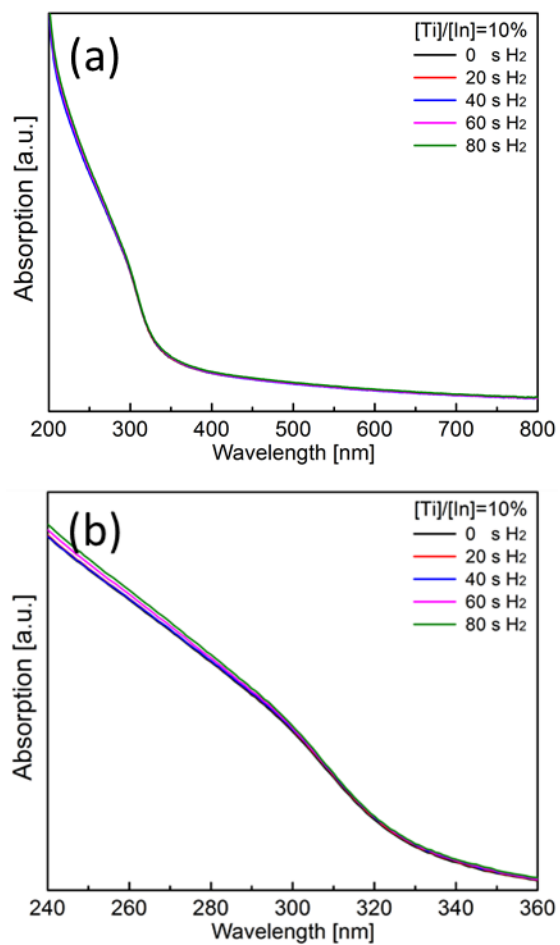 (a)
[Ti]/[In]=10%
0 s H2
20 s H2
40 s H2
60 s H2
80 s H2
Absorption [a.u.]
200 300 400 500 600 700 800
Wavelength [nm]
(b)
[Ti]/[In]=10%
0 s H2
20 s H2
40 s H2
60 s H2
80 s H2
Absorption [a.u.]
240 260 280 300 320 340 360
Wavelength [nm]